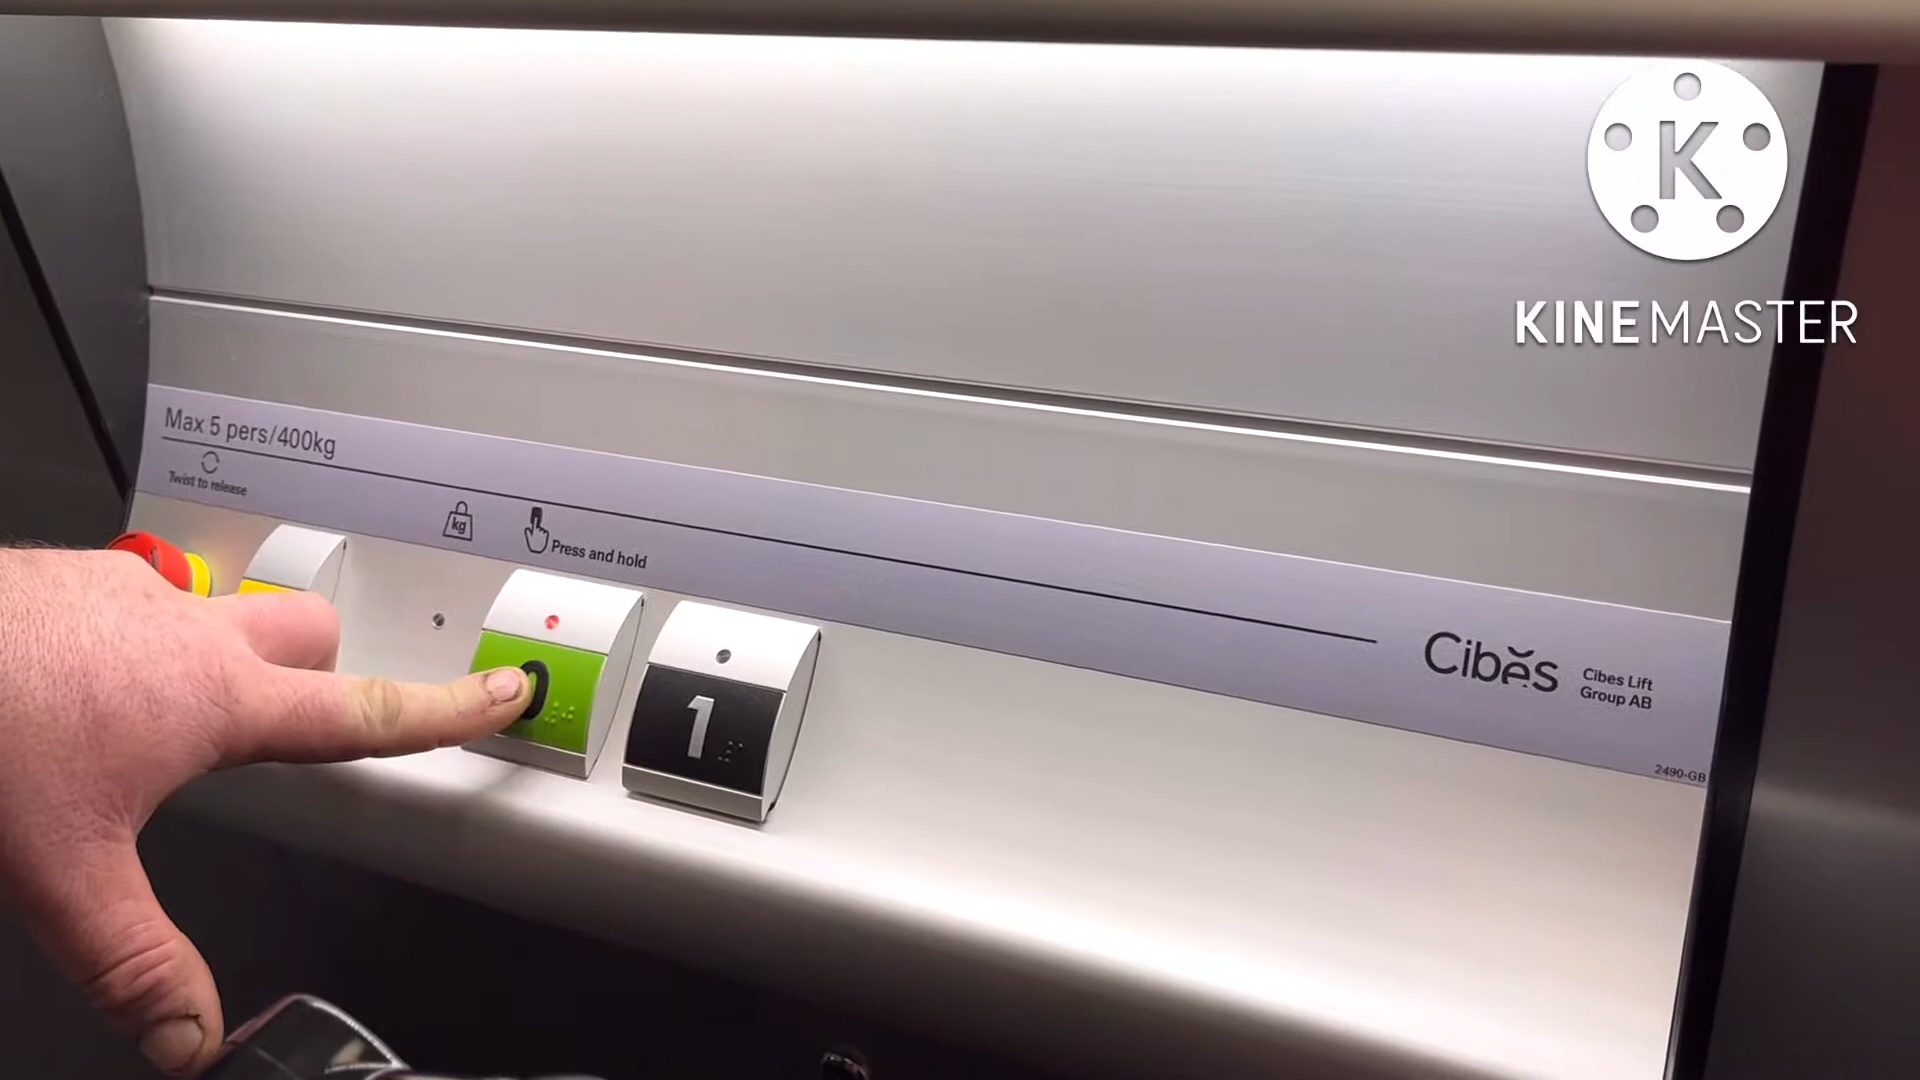 K
KINEMASTER
Max 5 pers/400kg
Twist to release
kg
Press and hold
0
1
Cibes
Cibes Lift
Group AB
2490-GB